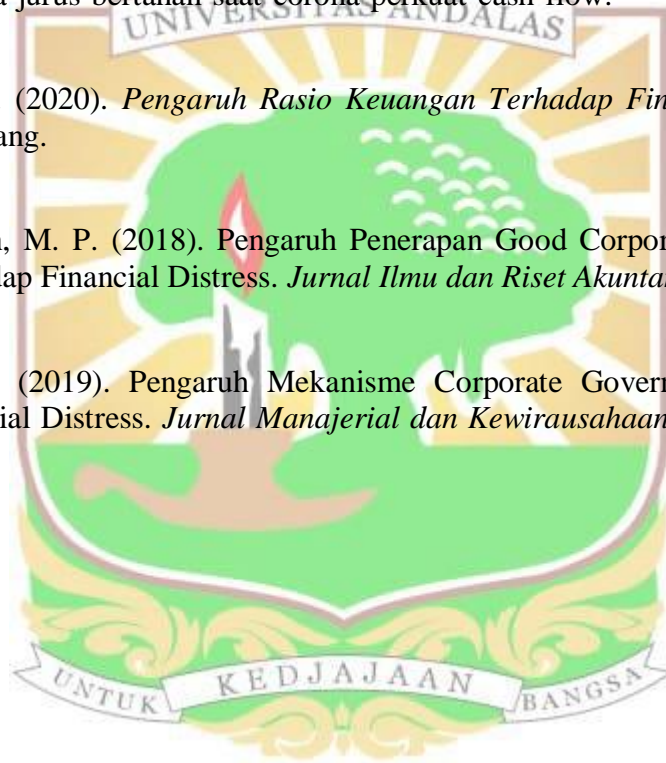 a jurus bertahan saat corona perkuat cash flow.
UNIVERSITAS ANDALAS
(2020). Pengaruh Rasio Keuangan Terhadap Fin
ang.
, M. P. (2018). Pengaruh Penerapan Good Corpor
dap Financial Distress. Jurnal Ilmu dan Riset Akunta
(2019). Pengaruh Mekanisme Corporate Govern
ial Distress. Jurnal Manajerial dan Kewirausahaan
UNTUK KEDJAJAAN BANGSA